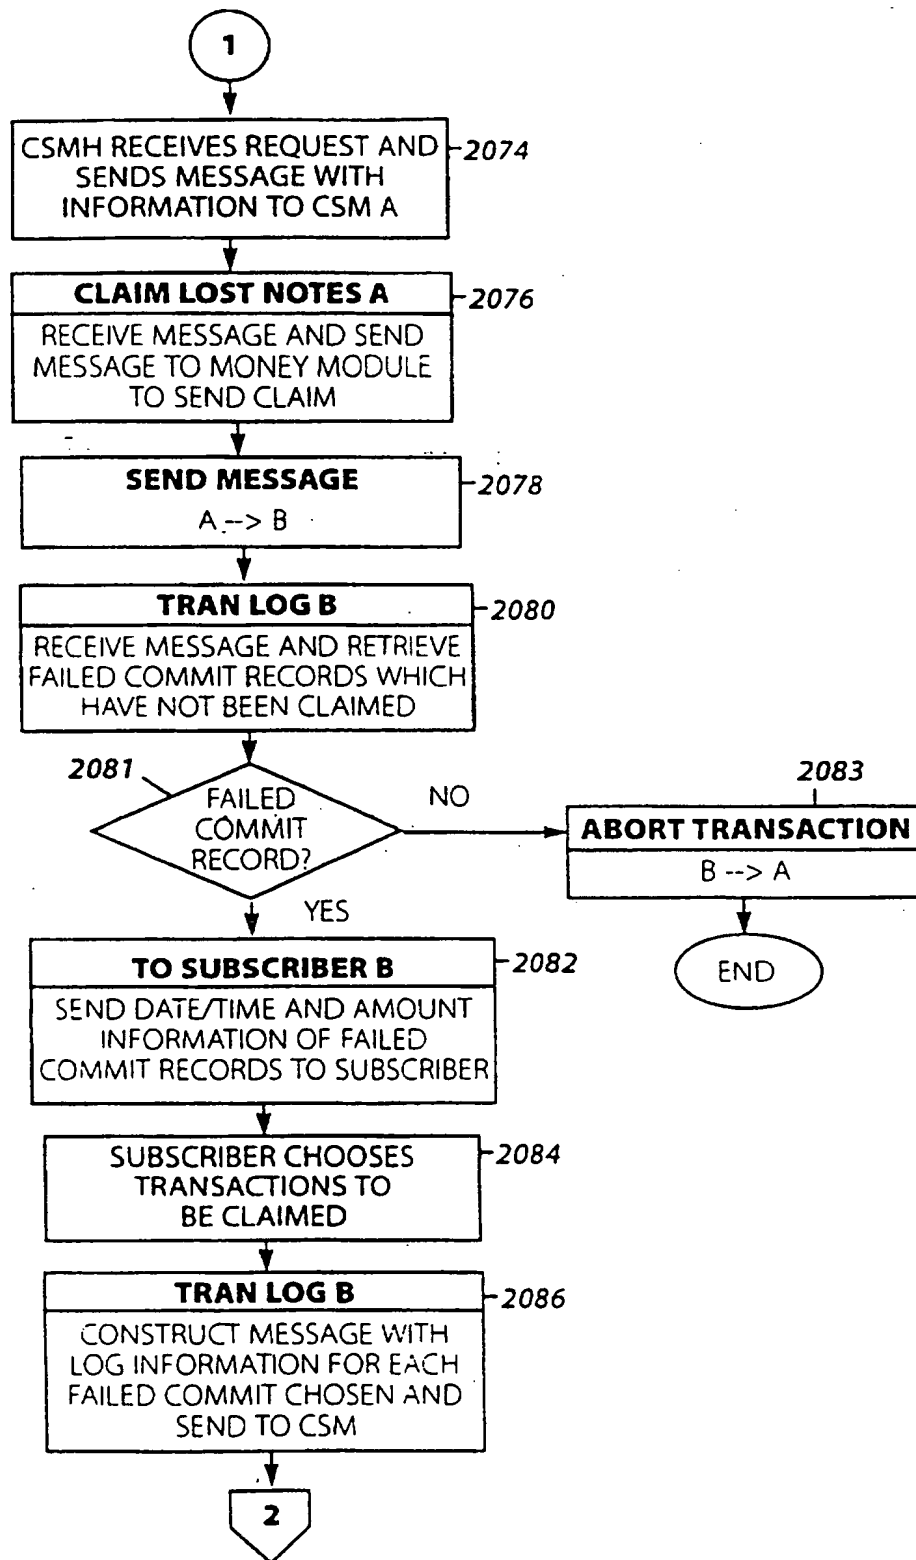 1
CSMH RECEIVES REQUEST AND
SENDS MESSAGE WITH
INFORMATION TO CSM A
2074
CLAIM LOST NOTES A
2076
RECEIVE MESSAGE AND SEND
MESSAGE TO MONEY MODULE
TO SEND CLAIM
SEND MESSAGE
2078
A --> B
TRAN LOG B
2080
RECEIVE MESSAGE AND RETRIEVE
FAILED COMMIT RECORDS WHICH
HAVE NOT BEEN CLAIMED
2081
FAILED
COMMIT
RECORD?
NO
2083
ABORT TRANSACTION
B --> A
END
YES
TO SUBSCRIBER B
2082
SEND DATE/TIME AND AMOUNT
INFORMATION OF FAILED
COMMIT RECORDS TO SUBSCRIBER
SUBSCRIBER CHOOSES
TRANSACTIONS TO
BE CLAIMED
2084
TRAN LOG B
2086
CONSTRUCT MESSAGE WITH
LOG INFORMATION FOR EACH
FAILED COMMIT CHOSEN AND
SEND TO CSM
2